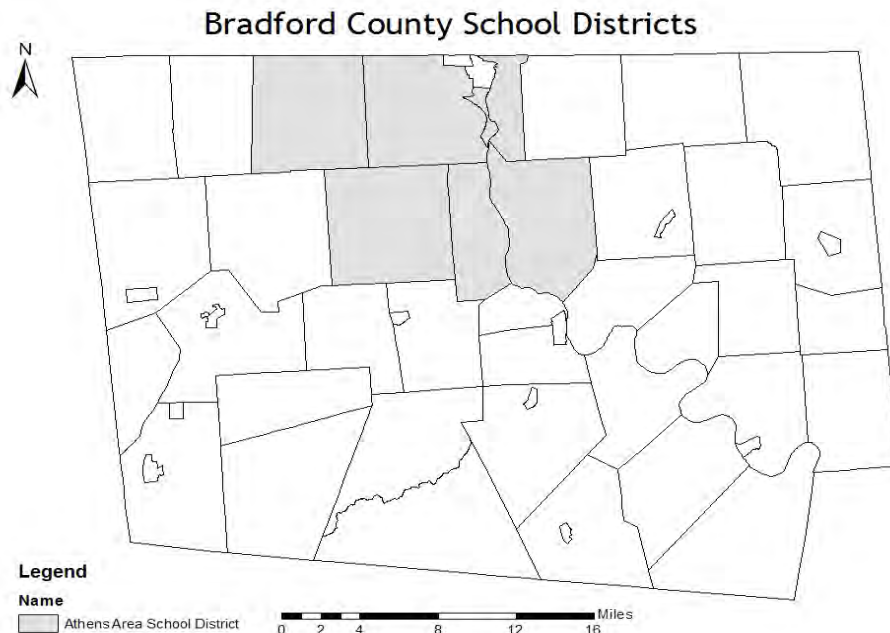 Bradford County School Districts
N
Legend
Name
Athens Area School District
Miles
0 2 4 8 12 16